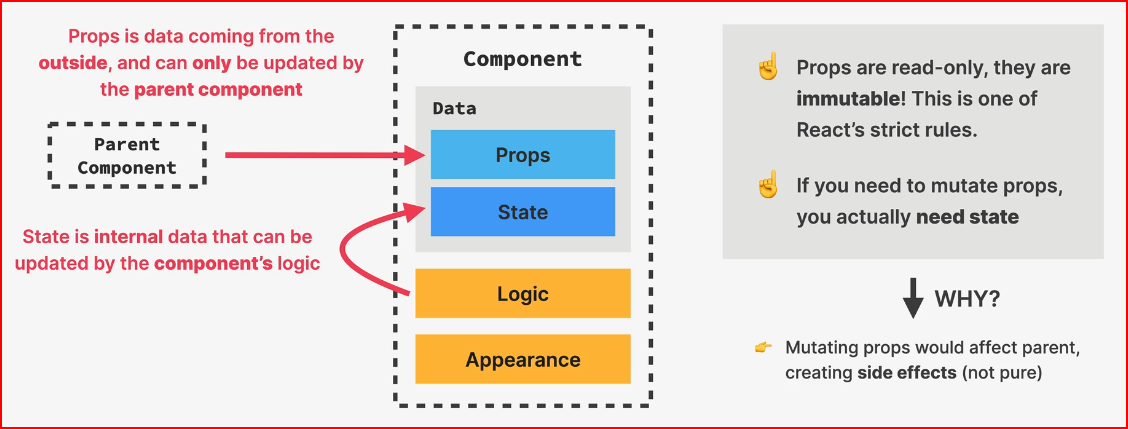 Props is data coming from the
outside, and can only be updated by
the parent component
Parent
Component
State is internal data that can be
updated by the component’s logic
Component
Data
Props
State
Logic
Appearance
☝️ Props are read-only, they are
immutable! This is one of
React’s strict rules.
☝️ If you need to mutate props,
you actually need state
WHY?
👉 Mutating props would affect parent,
creating side effects (not pure)